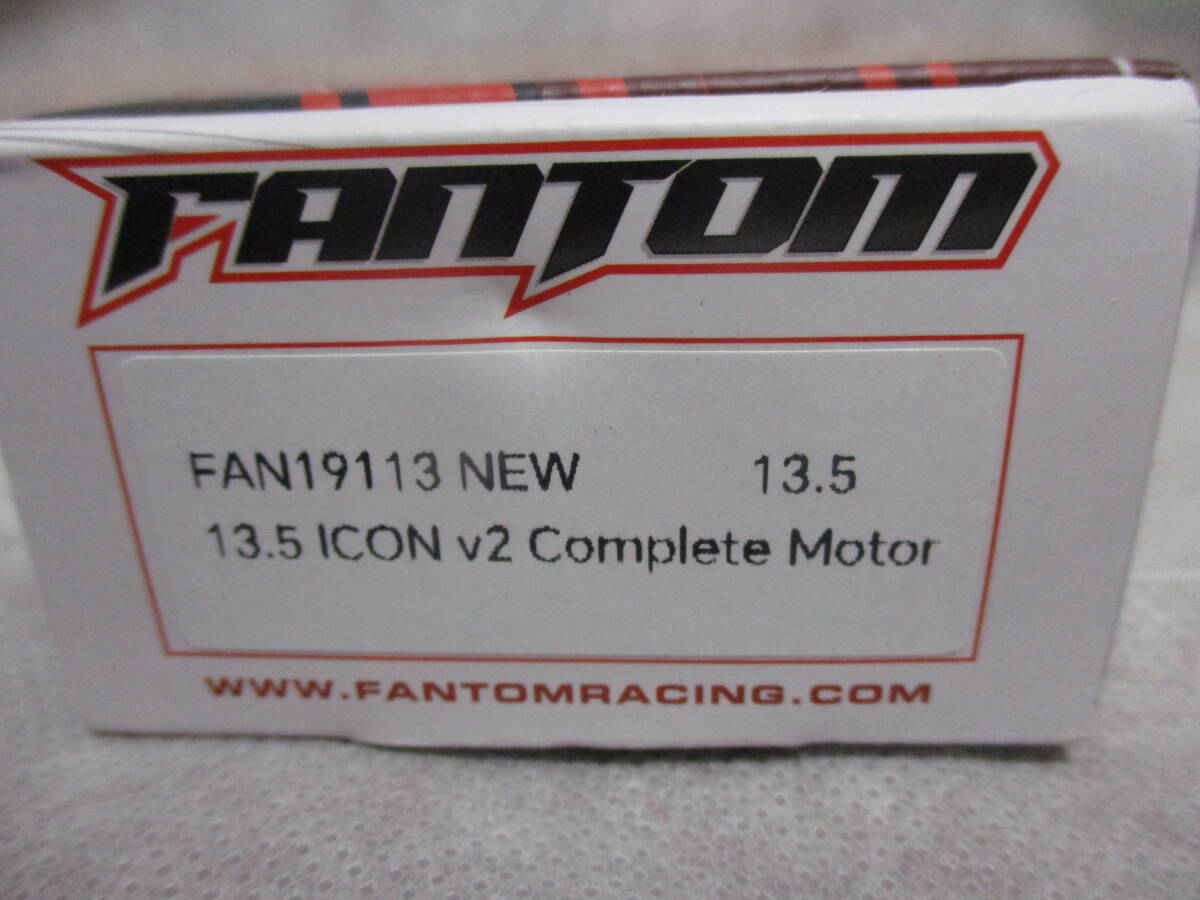 FANTOM
FAN19113 NEW 13.5
13.5 ICON v2 Complete Motor
WWW.FANTOMRACING.COM